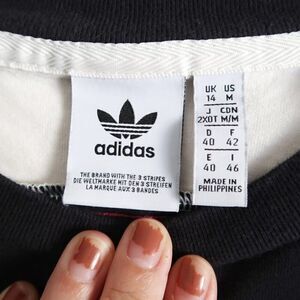 adidas
THE BRAND WITH THE 3 STRIPES
DIE WELTMARKE MIT DEN 3 STREIFEN
LA MARQUE AUX 3 BANDES
UK US
14 M
J CDN
2XOT M/M
D F
40 42
E I
40 46
MADE IN
PHILIPPINES